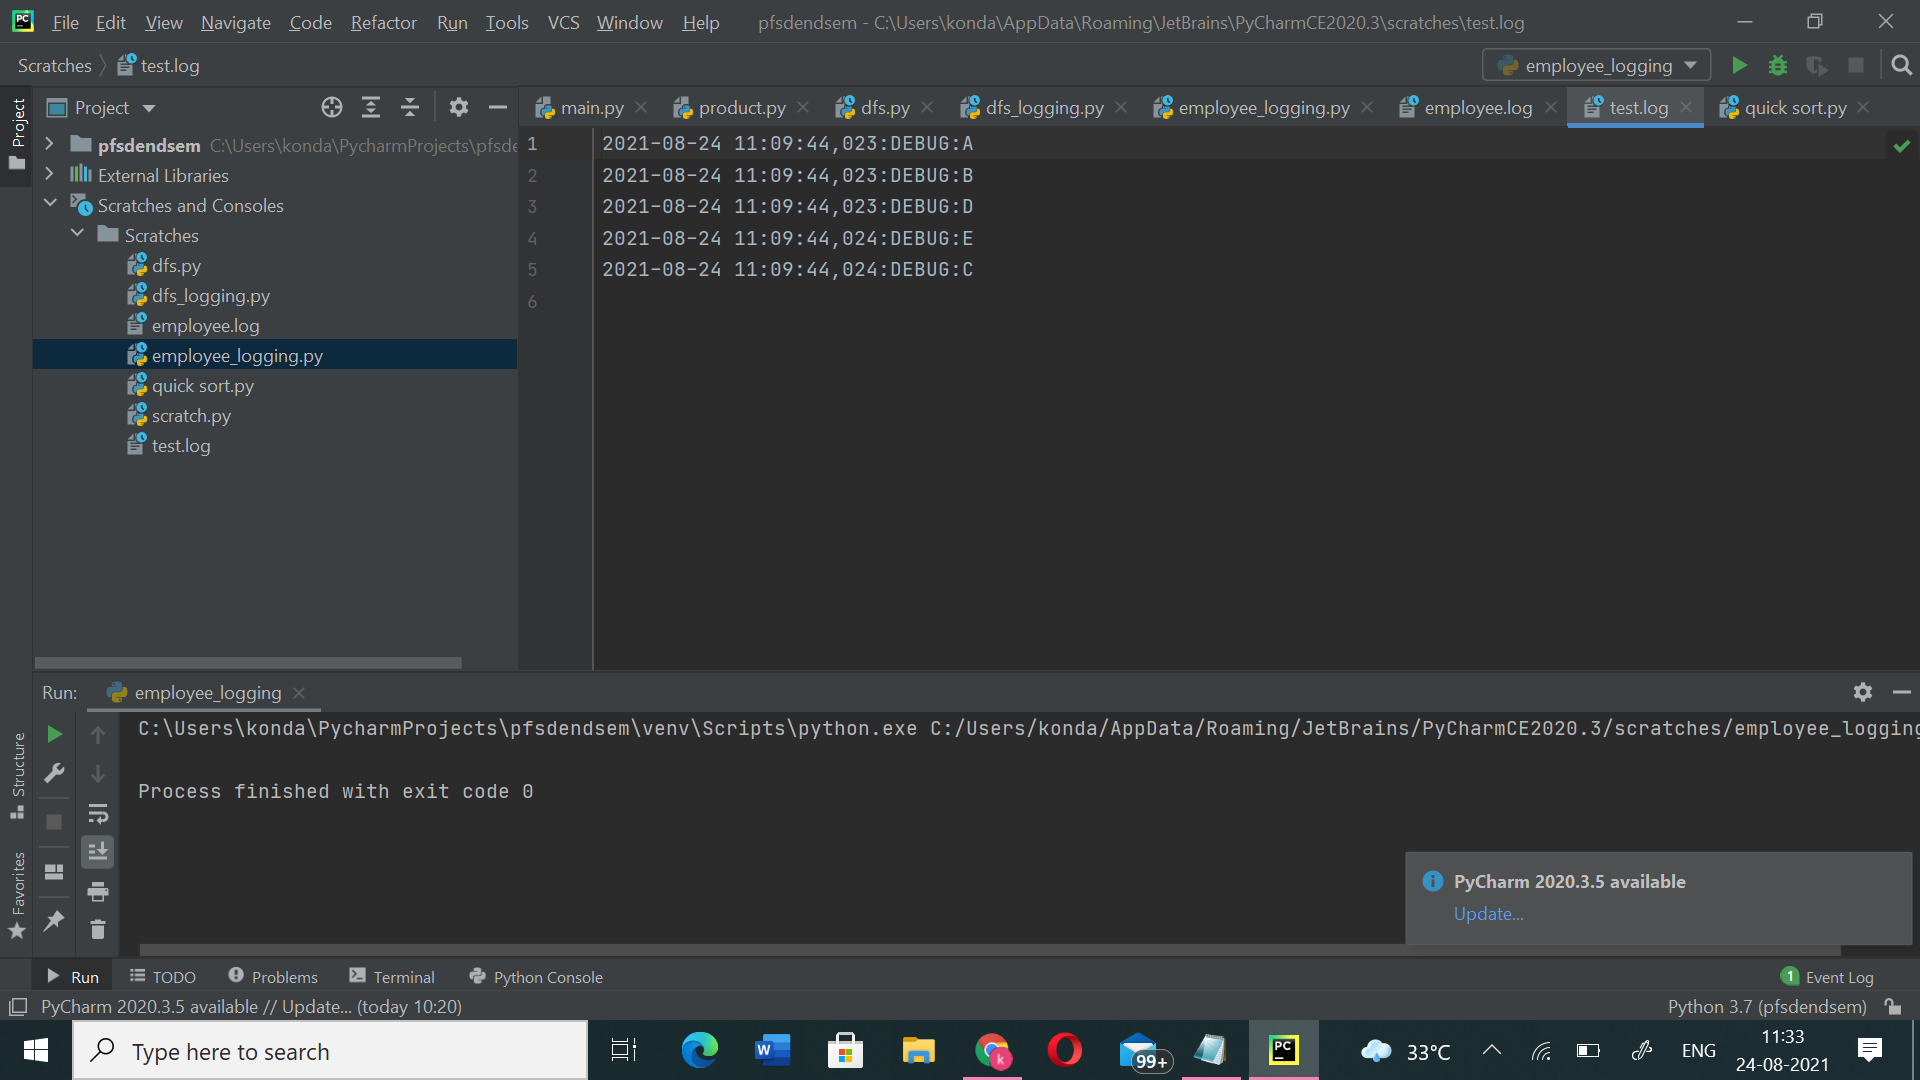 File Edit View Navigate Code Refactor Run Tools VCS Window Help pfsdendsem - C:\Users\konda\AppData\Roaming\JetBrains\PyCharmCE2020.3\scratches\test.log
Scratches test.log employee_logging
Project
Project main.py product.py dfs.py dfs_logging.py employee_logging.py employee.log test.log quick sort.py
pfsdendsem C:\Users\konda\PycharmProjects\pfsde
External Libraries
Scratches and Consoles
Scratches
dfs.py
dfs_logging.py
employee.log
employee_logging.py
quick sort.py
scratch.py
test.log
1 2021-08-24 11:09:44,023:DEBUG:A
2 2021-08-24 11:09:44,023:DEBUG:B
3 2021-08-24 11:09:44,023:DEBUG:D
4 2021-08-24 11:09:44,024:DEBUG:E
5 2021-08-24 11:09:44,024:DEBUG:C
6
Run: employee_logging
C:\Users\konda\PycharmProjects\pfsdendsem\venv\Scripts\python.exe C:/Users/konda/AppData/Roaming/JetBrains/PyCharmCE2020.3/scratches/employee_logging
Process finished with exit code 0
Structure
Favorites
PyCharm 2020.3.5 available
Update...
Run TODO Problems Terminal Python Console 1 Event Log
PyCharm 2020.3.5 available // Update... (today 10:20) Python 3.7 (pfsdendsem)
Type here to search W k 99+ PC 33°C ENG 11:33
24-08-2021